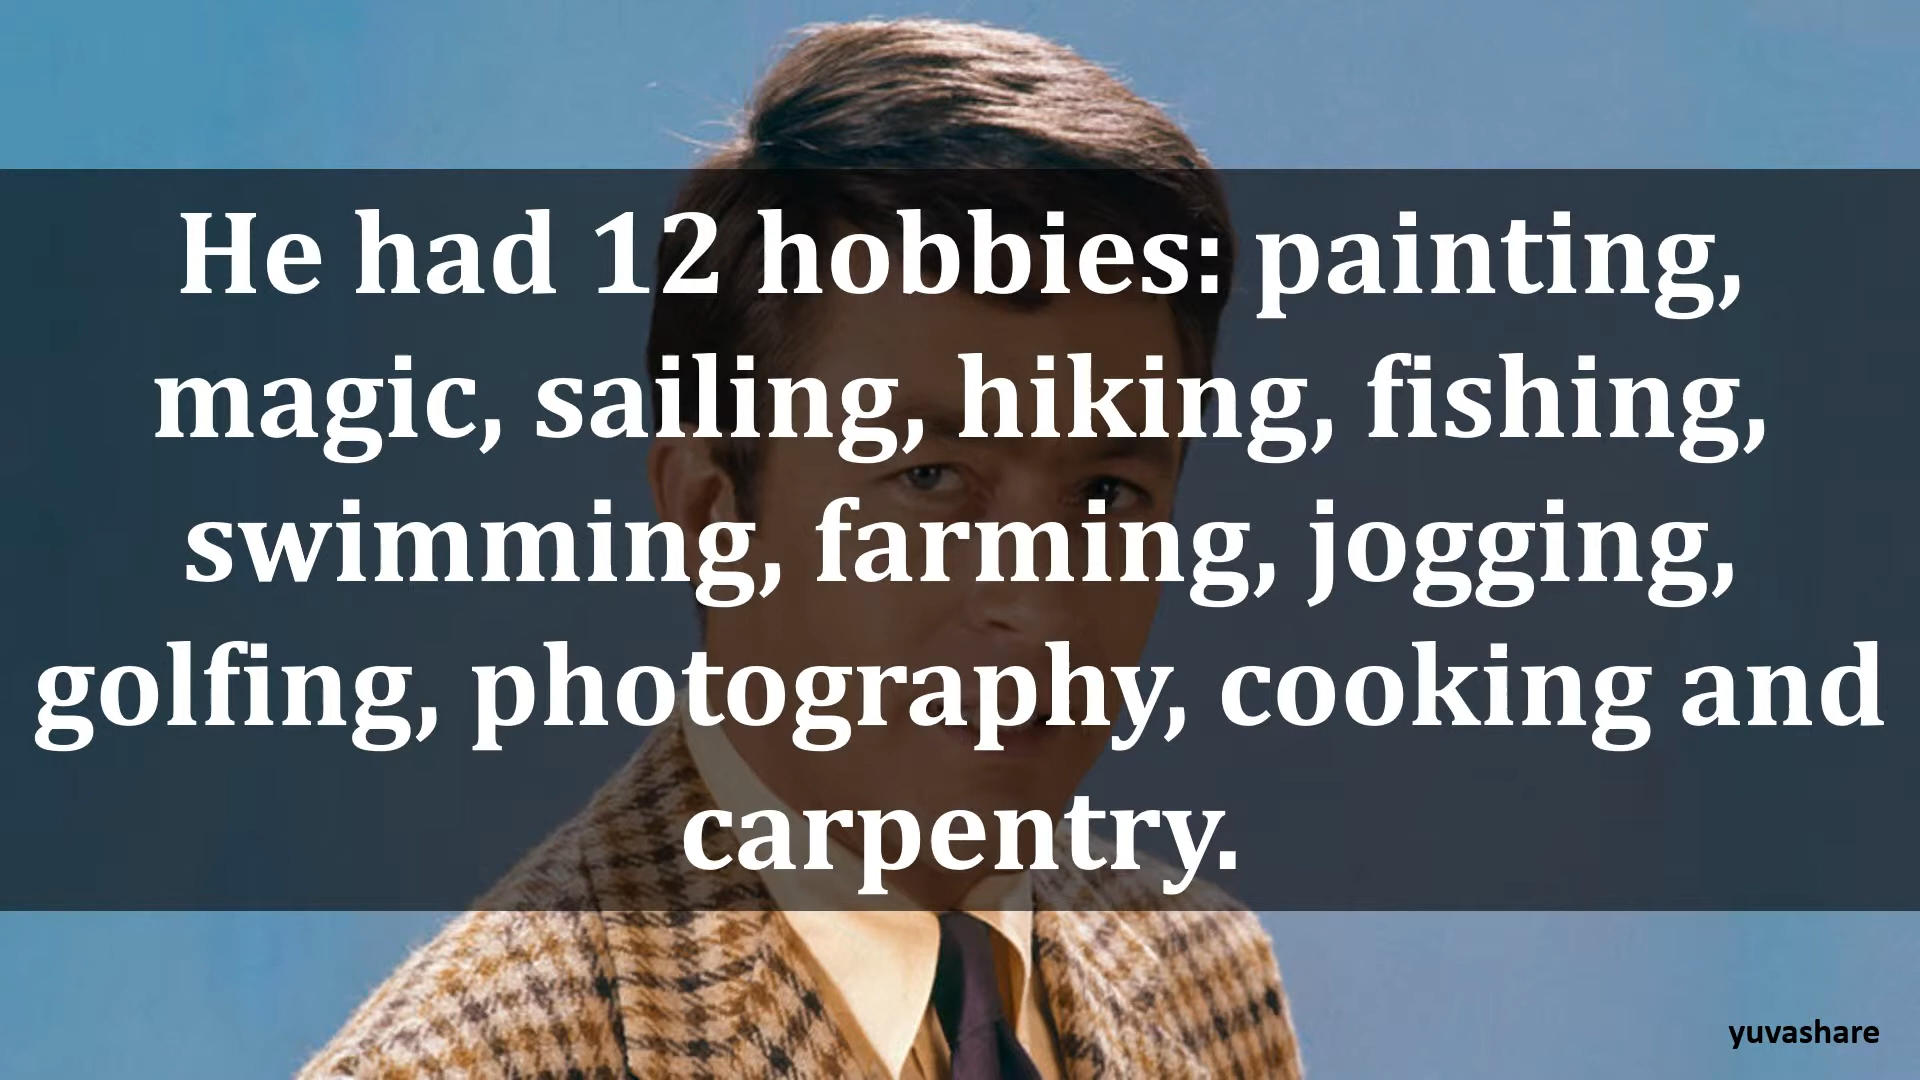 He had 12 hobbies: painting,
magic, sailing, hiking, fishing,
swimming, farming, jogging,
golfing, photography, cooking and
carpentry.
yuvashare